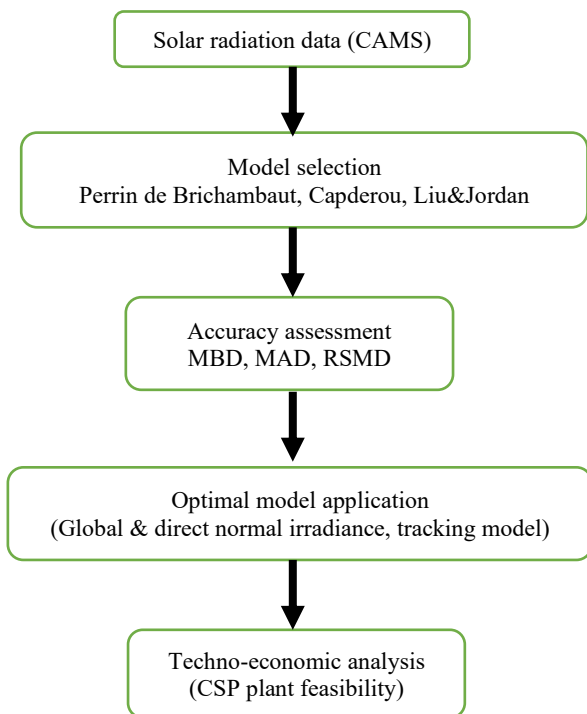 Solar radiation data (CAMS)
Model selection
Perrin de Brichambaut, Capderou, Liu&Jordan
Accuracy assessment
MBD, MAD, RSMD
Optimal model application
(Global & direct normal irradiance, tracking model)
Techno-economic analysis
(CSP plant feasibility)